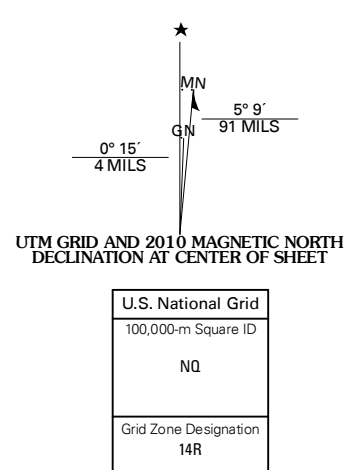 ★
MN
GN
5° 9´
91 MILS
0° 15´
4 MILS
UTM GRID AND 2010 MAGNETIC NORTH
DECLINATION AT CENTER OF SHEET
U.S. National Grid
100,000-m Square ID
NQ
Grid Zone Designation
14R